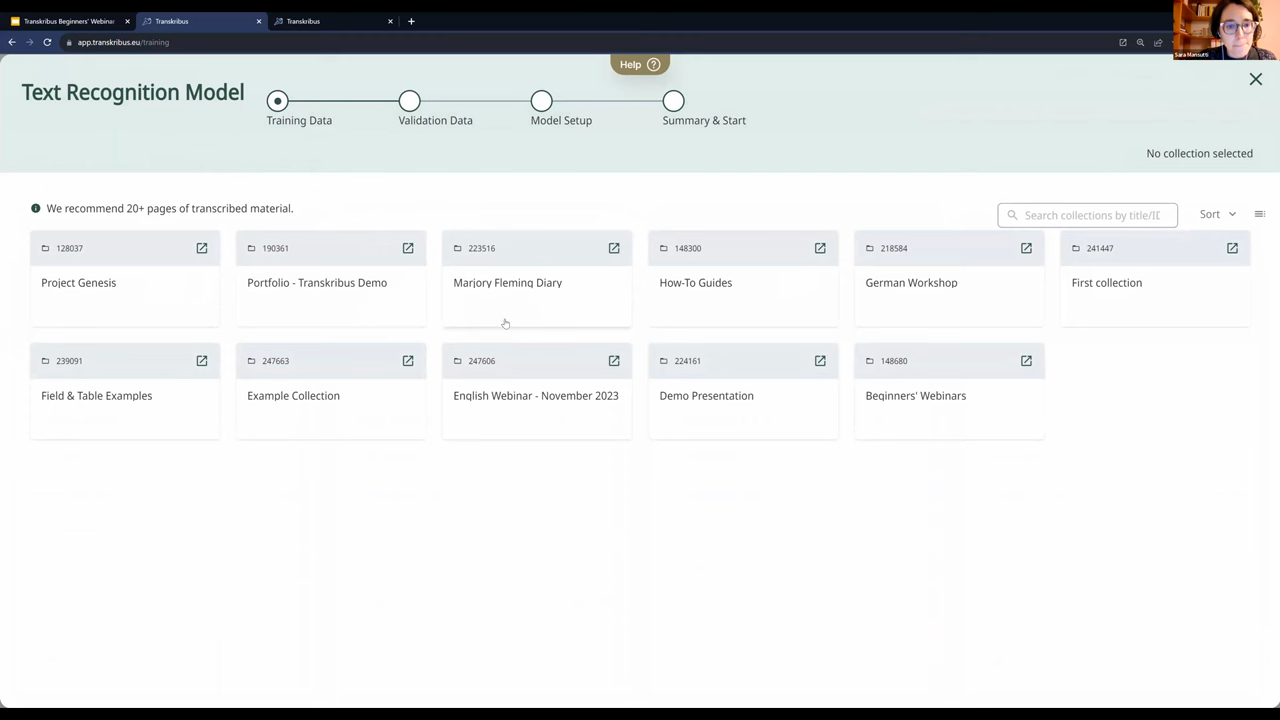 Transkribus Beginners' Webinar
Transkribus
Transkribus
app.transkribus.eu/training
Sara Mansutti
Help
Text Recognition Model
Training Data
Validation Data
Model Setup
Summary & Start
No collection selected
We recommend 20+ pages of transcribed material.
Search collections by title/ID
Sort
128037
190361
223516
148300
218584
241447
Project Genesis
Portfolio - Transkribus Demo
Marjory Fleming Diary
How-To Guides
German Workshop
First collection
239091
247663
247606
224161
148680
Field & Table Examples
Example Collection
English Webinar - November 2023
Demo Presentation
Beginners' Webinars